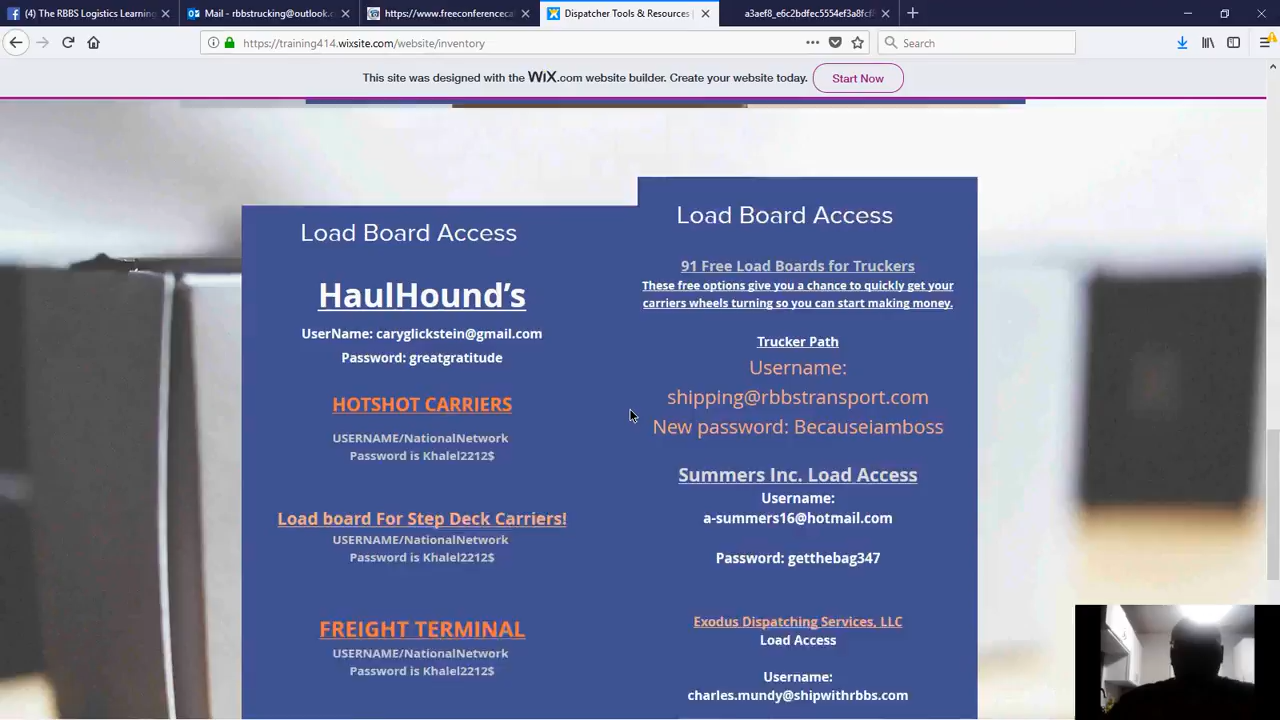 (4) The RBBS Logistics Learning
Mail - rbbstrucking@outlook.c
https://www.freeconferenceca
Dispatcher Tools & Resources |
a3aef8_e6c2bdfec5554ef3a8fcf
https://training414.wixsite.com/website/inventory
Search
This site was designed with the WiX.com website builder. Create your website today.
Start Now
Load Board Access
HaulHound's
UserName: caryglickstein@gmail.com
Password: greatgratitude
HOTSHOT CARRIERS
USERNAME/NationalNetwork
Password is Khalel2212$
Load board For Step Deck Carriers!
USERNAME/NationalNetwork
Password is Khalel2212$
FREIGHT TERMINAL
USERNAME/NationalNetwork
Password is Khalel2212$
Load Board Access
91 Free Load Boards for Truckers
These free options give you a chance to quickly get your
carriers wheels turning so you can start making money.
Trucker Path
Username:
shipping@rbbstransport.com
New password: Becauseiamboss
Summers Inc. Load Access
Username:
a-summers16@hotmail.com
Password: getthebag347
Exodus Dispatching Services, LLC
Load Access
Username:
charles.mundy@shipwithrbbs.com